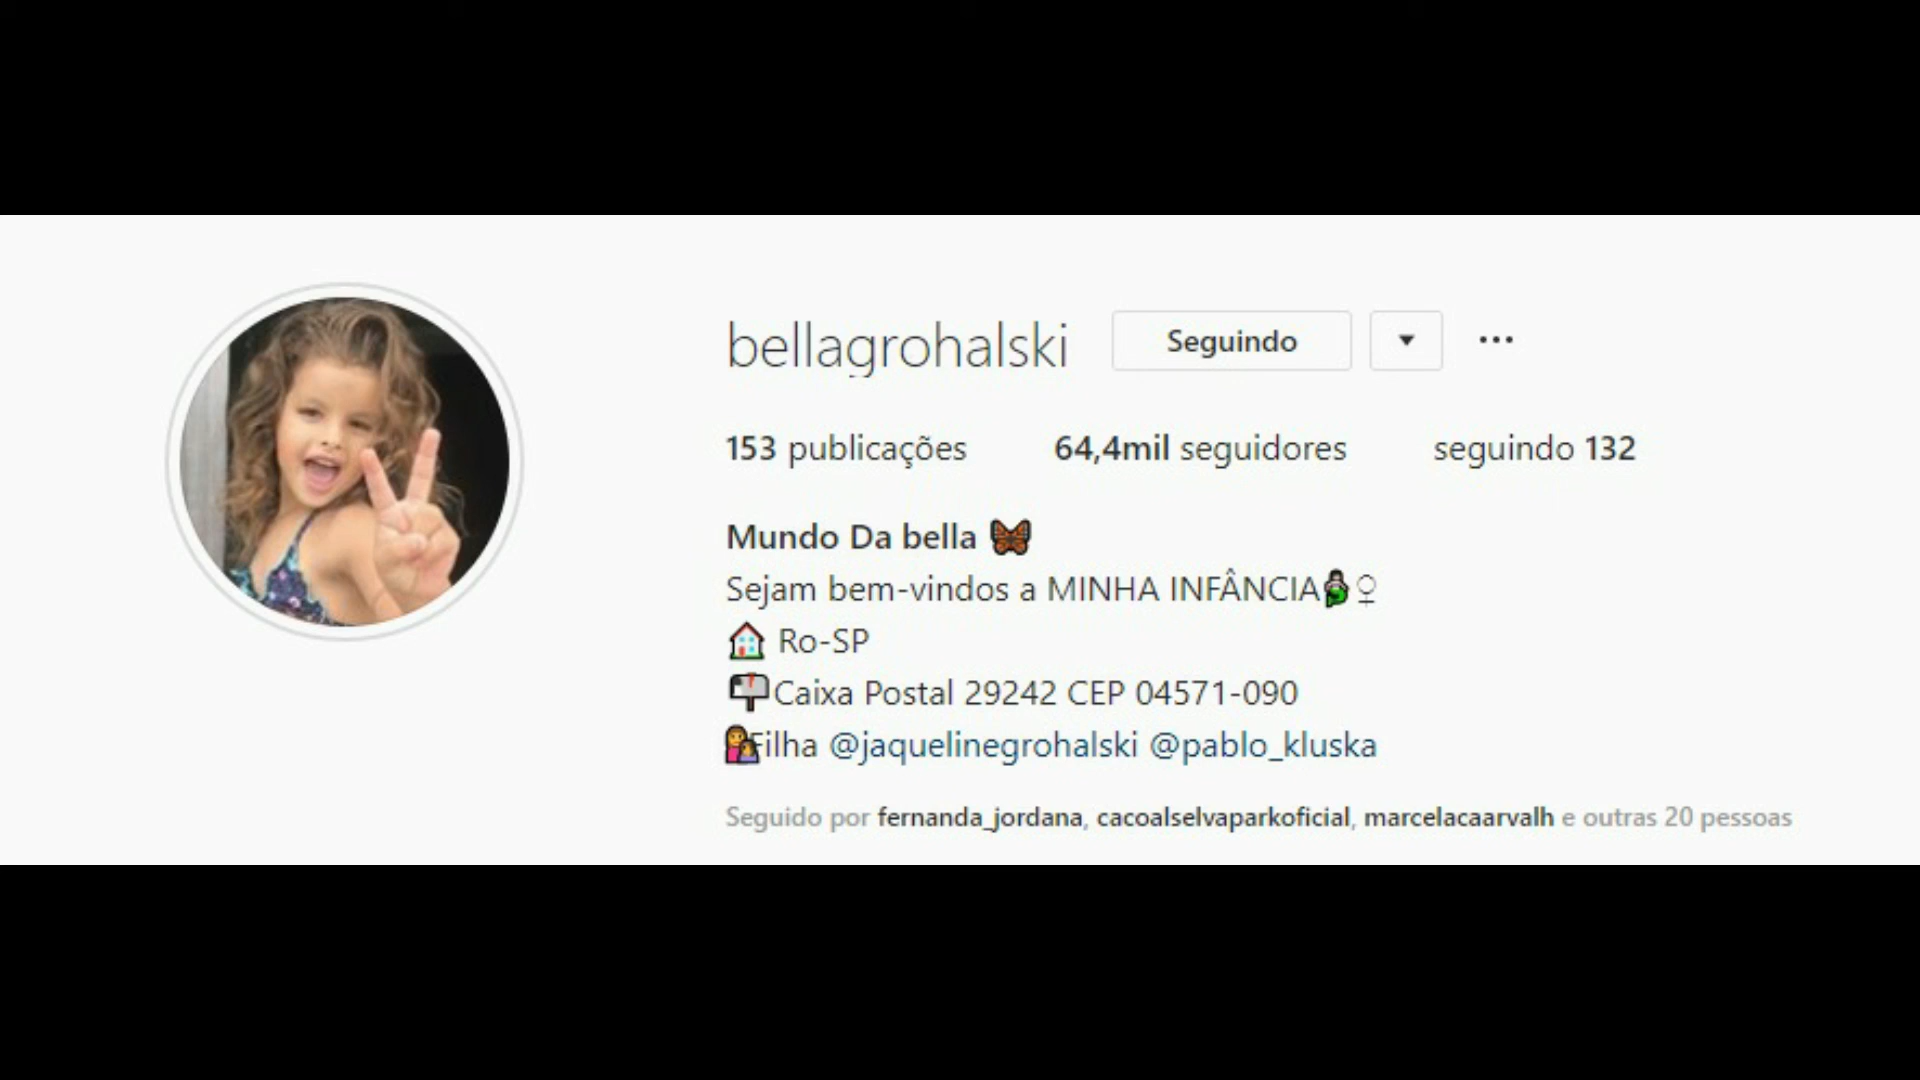 bellagrohalski Seguindo
153 publicações 64,4mil seguidores seguindo 132
Mundo Da bella
Sejam bem-vindos a MINHA INFÂNCIA♀
Ro-SP
Caixa Postal 29242 CEP 04571-090
Filha @jaquelinegrohalski @pablo_kluska
Seguido por fernanda_jordana, cacoalselvaparkoficial, marcelacaarvalh e outras 20 pessoas